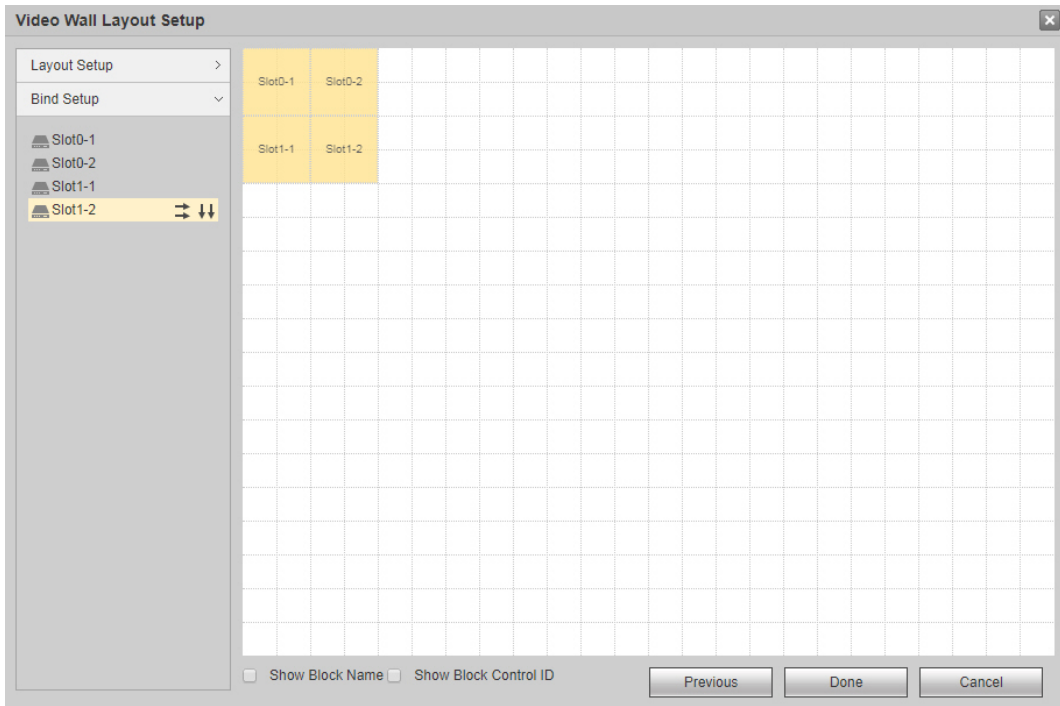 Video Wall Layout Setup
Layout Setup
Bind Setup
Slot0-1
Slot0-2
Slot1-1
Slot1-2
Slot0-1 Slot0-2
Slot1-1 Slot1-2
Show Block Name Show Block Control ID
Previous Done Cancel